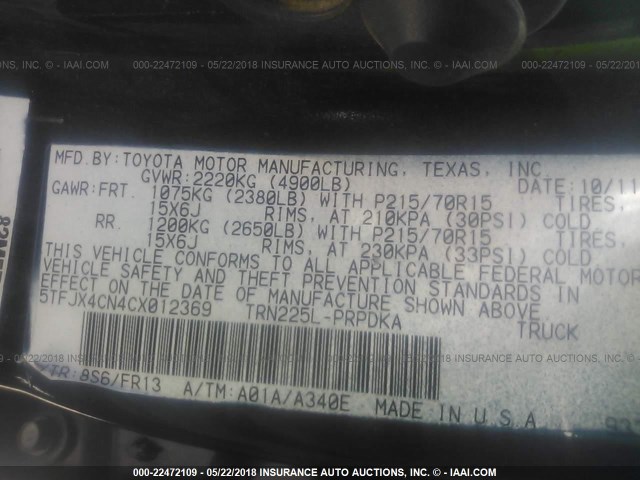 000-22472109 - 05/22/2018 INSURANCE AUTO AUCTIONS, INC. - © IAAI.COM
MFD.BY:TOYOTA MOTOR MANUFACTURING, TEXAS, INC.
GVWR:2220KG (4900LB) DATE:10/11
GAWR:FRT. 1075KG (2380LB) WITH P215/70R15 TIRES,
15X6J RIMS, AT 210KPA (30PSI) COLD
RR. 1200KG (2650LB) WITH P215/70R15 TIRES,
15X6J RIMS, AT 230KPA (33PSI) COLD
THIS VEHICLE CONFORMS TO ALL APPLICABLE FEDERAL MOTOR
VEHICLE SAFETY AND THEFT PREVENTION STANDARDS IN
EFFECT ON THE DATE OF MANUFACTURE SHOWN ABOVE.
5TFJX4CN4CX012369 TRN225L-PRPDKA TRUCK
000-22472109 - 05/22/2018 INSURANCE AUTO AUCTIONS, INC. - © IAAI.COM
/TR:8S6/FR13 A/TM:A01A/A340E MADE IN U.S.A.
000-22472109 - 05/22/2018 INSURANCE AUTO AUCTIONS, INC. - © IAAI.COM